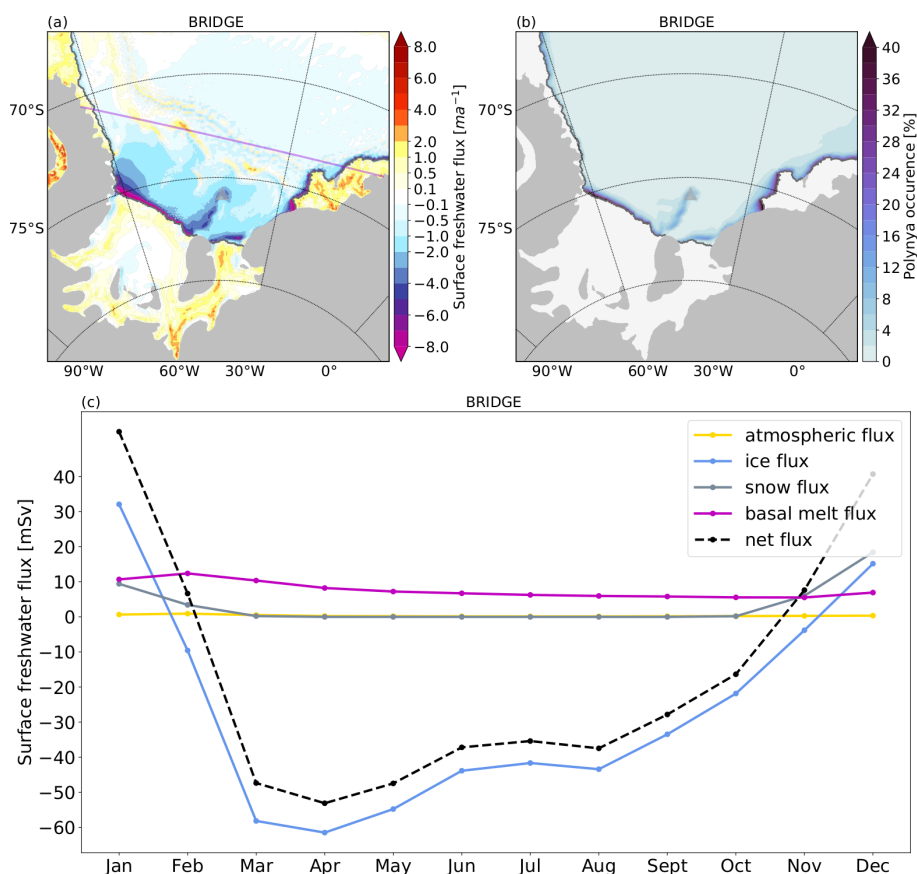 (a) BRIDGE
70°S
75°S
90°W 60°W 30°W 0°
8.0
6.0
4.0
2.0
1.0
0.1
−0.1
−0.5
−1.0
−2.0
−4.0
−6.0
−8.0
Surface freshwater flux [ma⁻¹]
(b) BRIDGE
70°S
75°S
90°W 60°W 30°W 0°
40
36
32
28
24
20
16
12
8
4
0
Polynya occurence [%]
(c) BRIDGE
atmospheric flux
ice flux
snow flux
basal melt flux
net flux
Surface freshwater flux [mSv]
40
30
20
10
0
−10
−20
−30
−40
−50
−60
Jan Feb Mar Apr May Jun Jul Aug Sept Oct Nov Dec